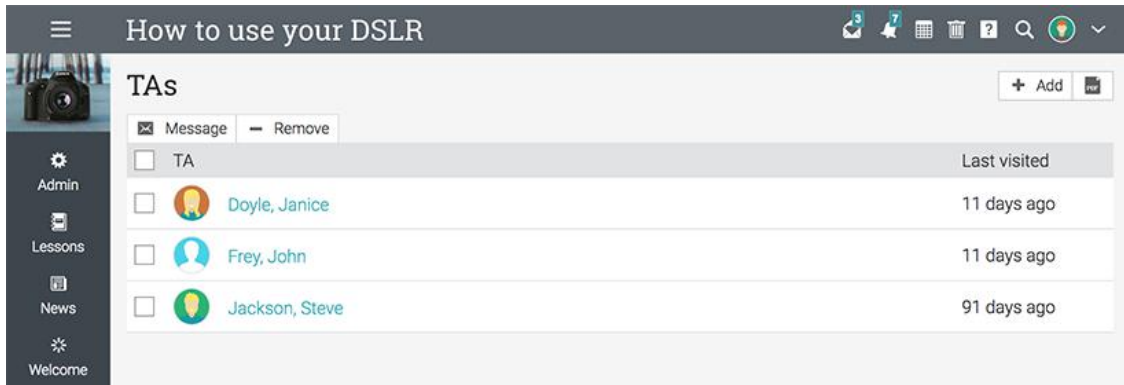 How to use your DSLR
3
7
?
TAs
+ Add
PDF
Message
− Remove
TA
Last visited
Doyle, Janice
11 days ago
Frey, John
11 days ago
Jackson, Steve
91 days ago
Admin
Lessons
News
Welcome